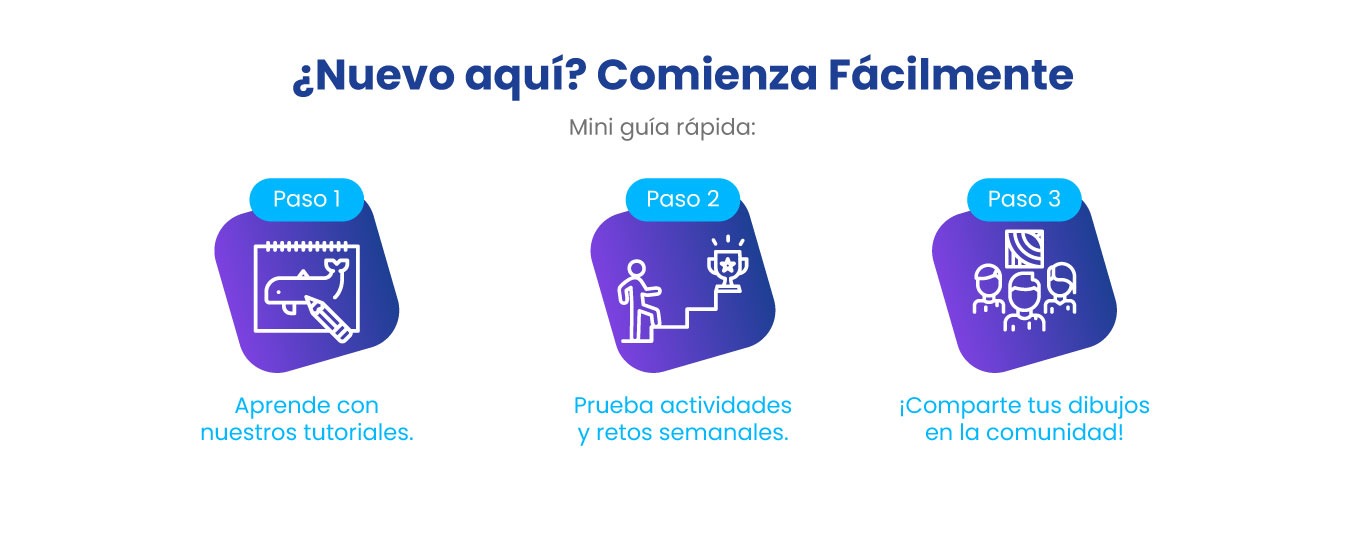 ¿Nuevo aquí? Comienza Fácilmente
Mini guía rápida:
Paso 1
Aprende con
nuestros tutoriales.
Paso 2
Prueba actividades
y retos semanales.
Paso 3
¡Comparte tus dibujos
en la comunidad!